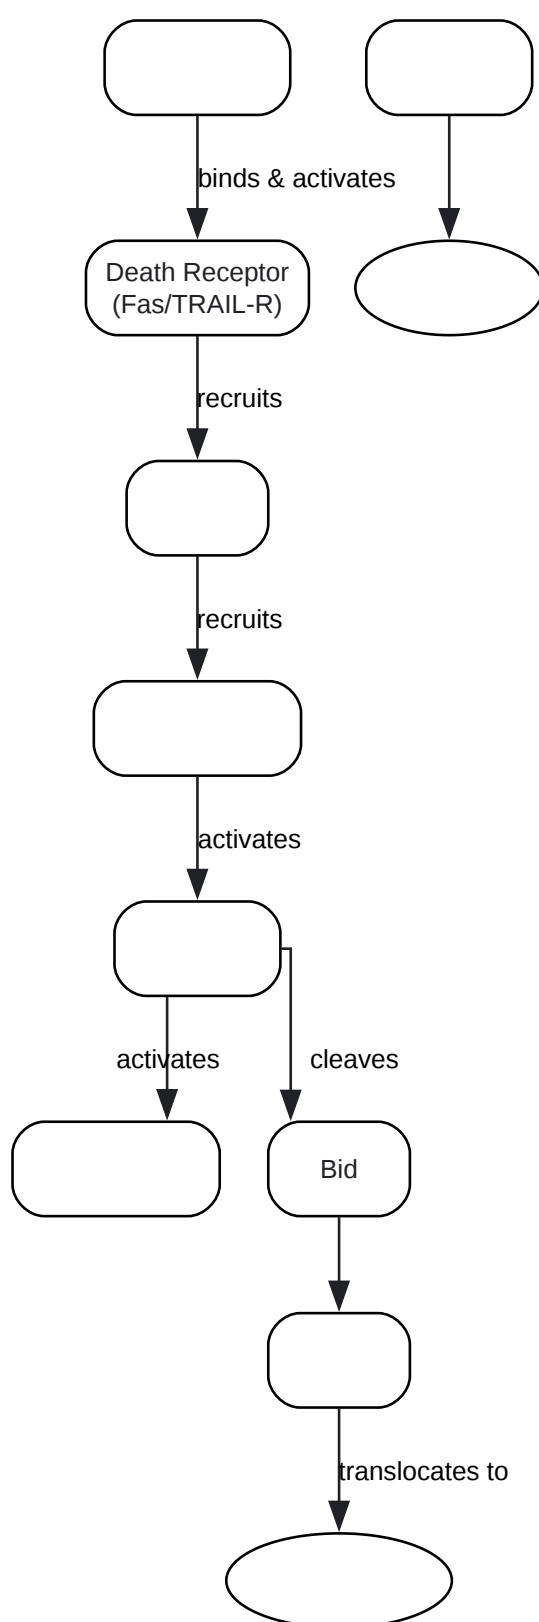 binds & activates
Death Receptor
(Fas/TRAIL-R)
recruits
recruits
activates
activates
cleaves
Bid
translocates to